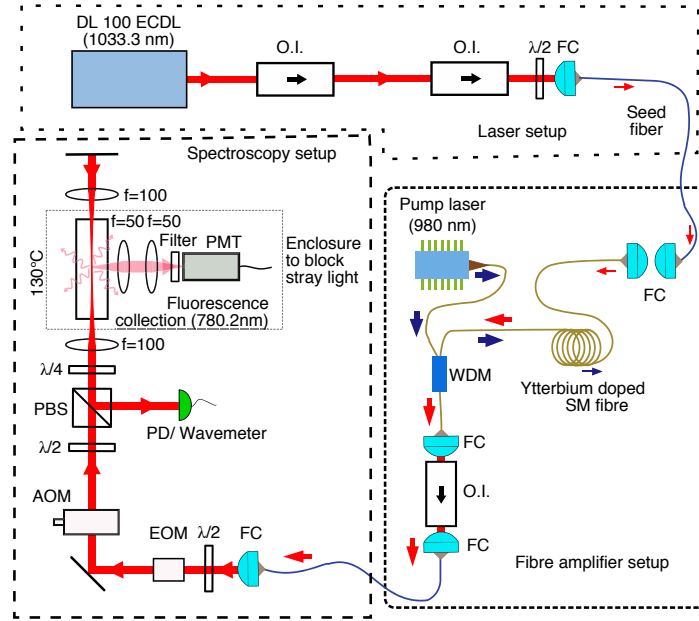 DL 100 ECDL
(1033.3 nm)
O.I.
O.I.
λ/2 FC
Seed
fiber
Laser setup
Spectroscopy setup
f=100
f=50 f=50
Filter
PMT
130°C
Enclosure
to block
stray light
Fluorescence
collection (780.2nm)
f=100
λ/4
PBS
PD/ Wavemeter
λ/2
AOM
EOM
λ/2
FC
Pump laser
(980 nm)
FC
WDM
Ytterbium doped
SM fibre
FC
O.I.
FC
Fibre amplifier setup